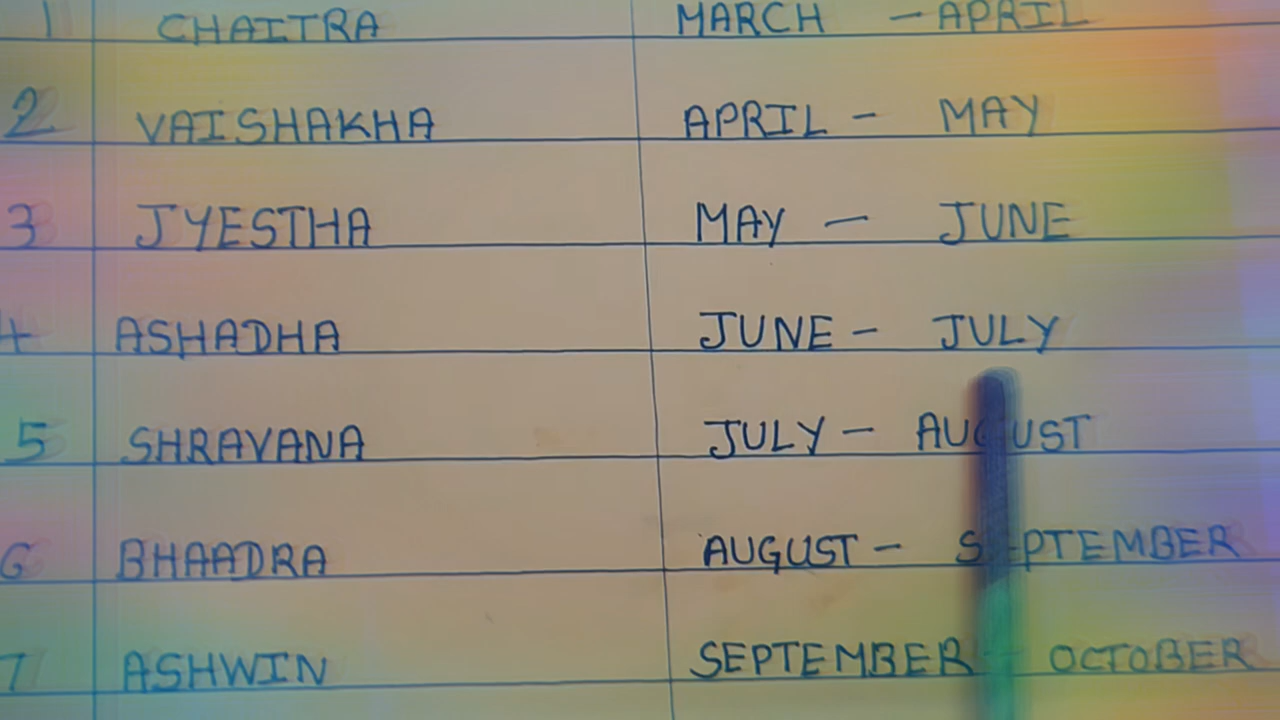 1 CHAITRA MARCH - APRIL
2 VAISHAKHA APRIL - MAY
3 JYESTHA MAY - JUNE
4 ASHADHA JUNE - JULY
5 SHRAVANA JULY - AUGUST
6 BHAADRA AUGUST - SEPTEMBER
7 ASHWIN SEPTEMBER - OCTOBER